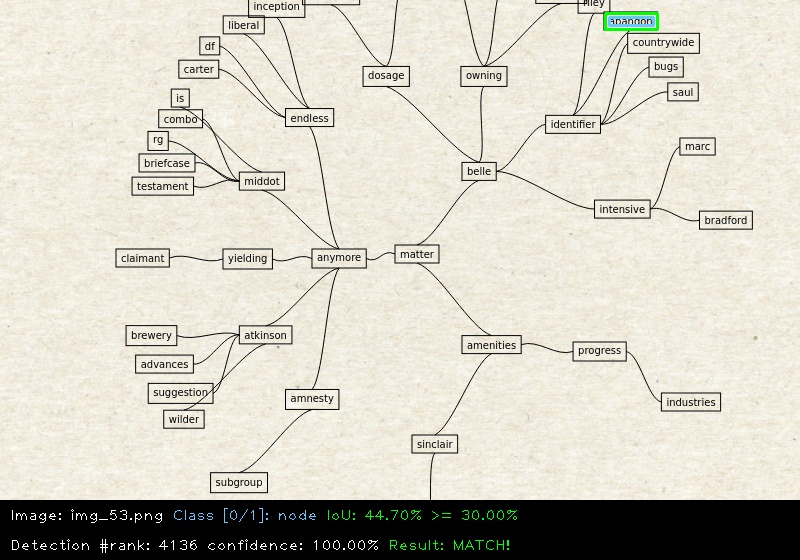 inception
riley
liberal
abandon
countrywide
df
carter
dosage
owning
bugs
saul
is
combo
endless
identifier
rg
marc
briefcase
testament
middot
belle
intensive
bradford
claimant
yielding
anymore
matter
brewery
atkinson
amenities
progress
advances
suggestion
amnesty
industries
wilder
sinclair
subgroup
Image: img_53.png Class [0/1]: node IoU: 44.70% >= 30.00%
Detection #rank: 4136 confidence: 100.00% Result: MATCH!